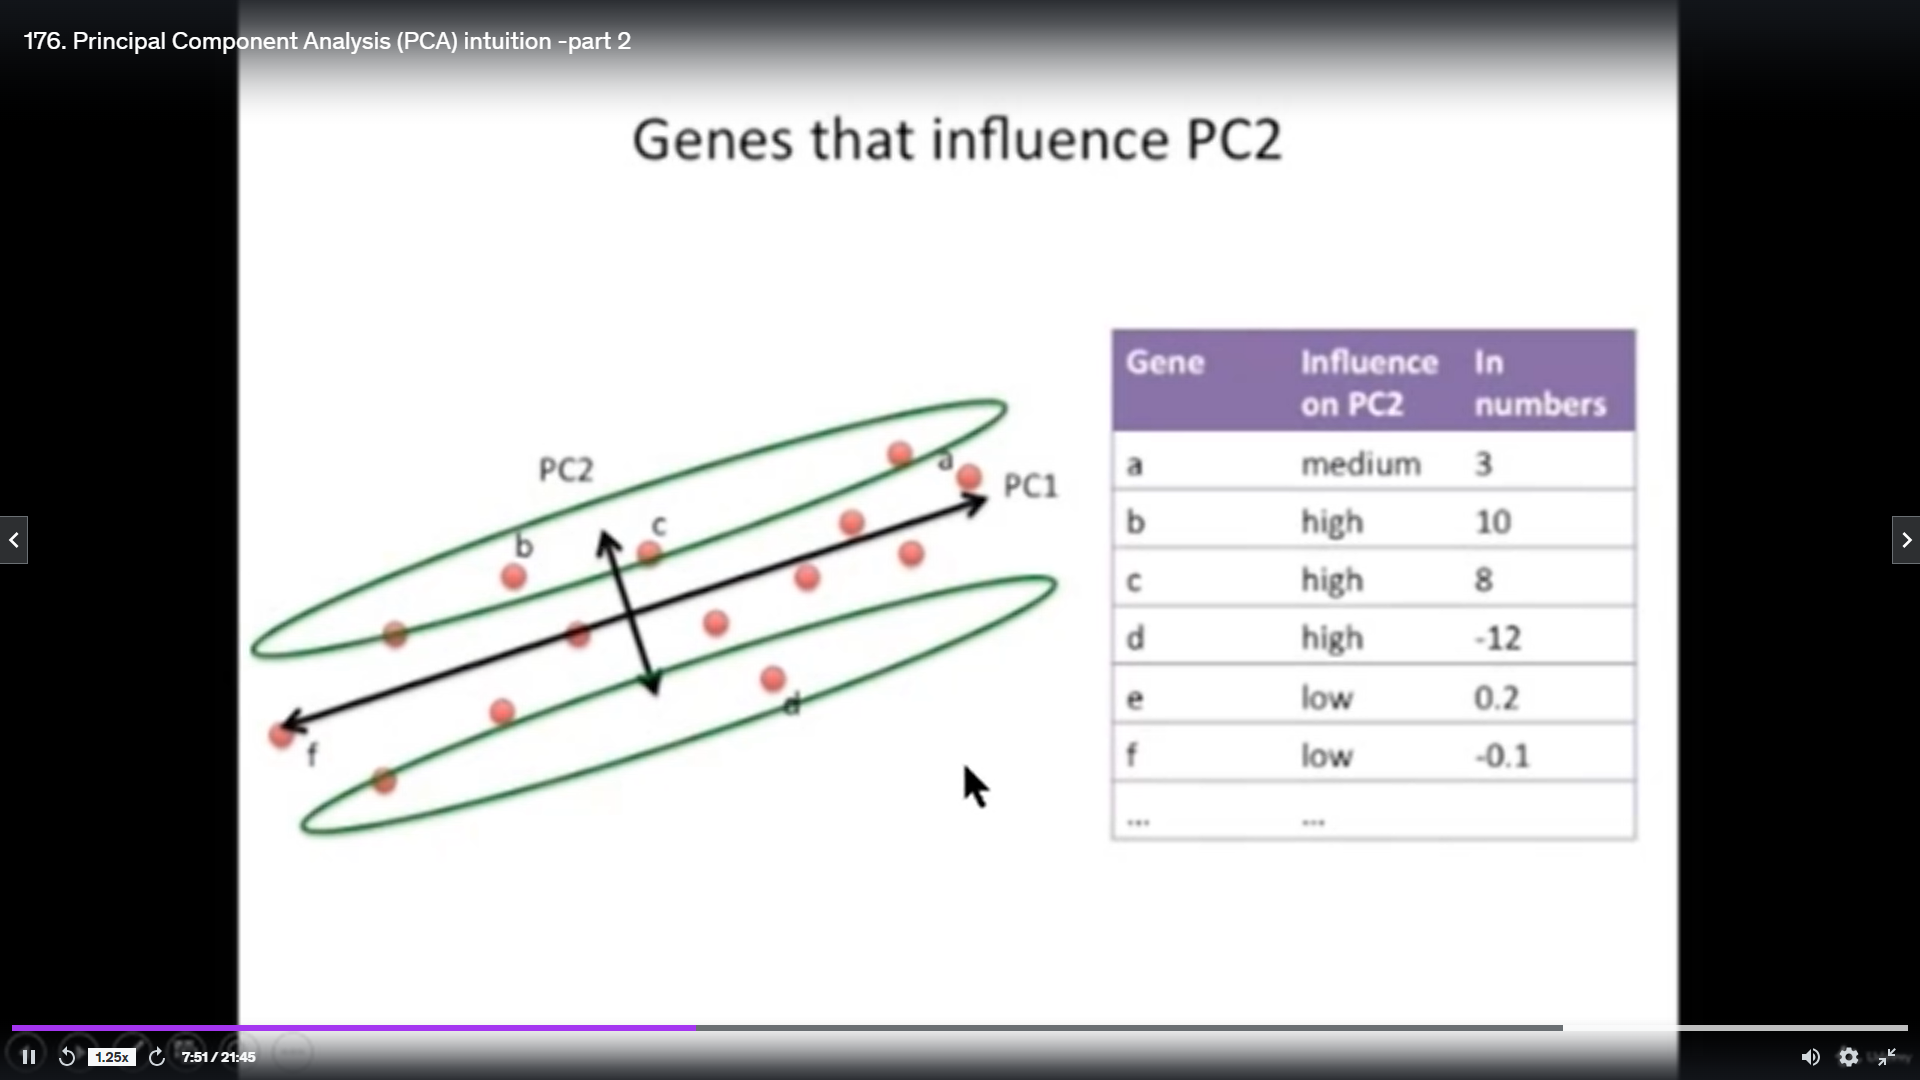 176. Principal Component Analysis (PCA) intuition -part 2
Genes that influence PC2
PC2
PC1
a
b
c
d
f
Gene Influence on PC2 In numbers
a medium 3
b high 10
c high 8
d high -12
e low 0.2
f low -0.1
... ...
1.25x
7:51 / 21:45